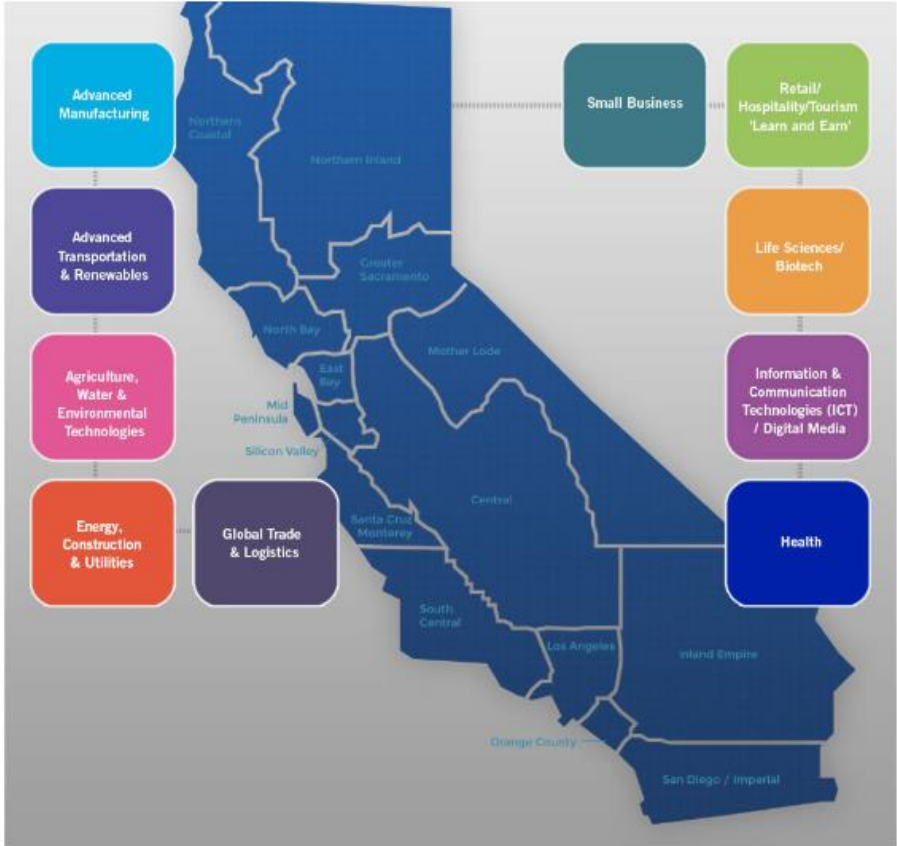 Advanced
Manufacturing
Small Business
Retail/
Hospitality/Tourism
'Learn and Earn'
Northern
Coastal
Northern Inland
Advanced
Transportation
& Renewables
Life Sciences/
Biotech
Greater
Sacramento
North Bay
Mother Lode
East
Bay
Agriculture,
Water &
Environmental
Technologies
Mid
Peninsula
Silicon Valley
Information &
Communication
Technologies (ICT)
/ Digital Media
Energy,
Construction
& Utilities
Global Trade
& Logistics
Santa Cruz
Monterey
Central
Health
South
Central
Los Angeles
Inland Empire
Orange County
San Diego / Imperial